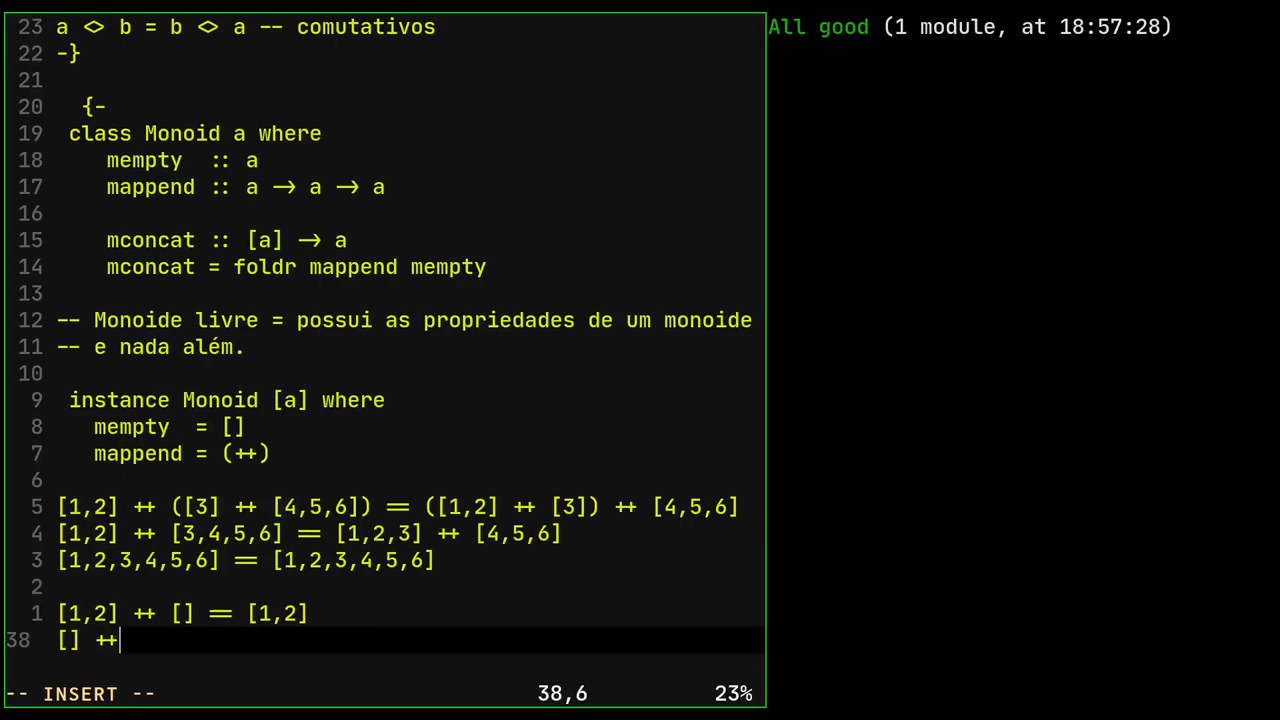 23 a <> b = b <> a -- comutativos
22 -}
21
20   {-
19  class Monoid a where
18     mempty  :: a
17     mappend :: a -> a -> a
16
15     mconcat :: [a] -> a
14     mconcat = foldr mappend mempty
13
12 -- Monoide livre = possui as propriedades de um monoide
11 -- e nada além.
10
9  instance Monoid [a] where
8    mempty  = []
7    mappend = (++)
6
5 [1,2] ++ ([3] ++ [4,5,6]) == ([1,2] ++ [3]) ++ [4,5,6]
4 [1,2] ++ [3,4,5,6] == [1,2,3] ++ [4,5,6]
3 [1,2,3,4,5,6] == [1,2,3,4,5,6]
2
1 [1,2] ++ [] == [1,2]
38 [] ++
-- INSERT -- 38,6 23%
All good (1 module, at 18:57:28)